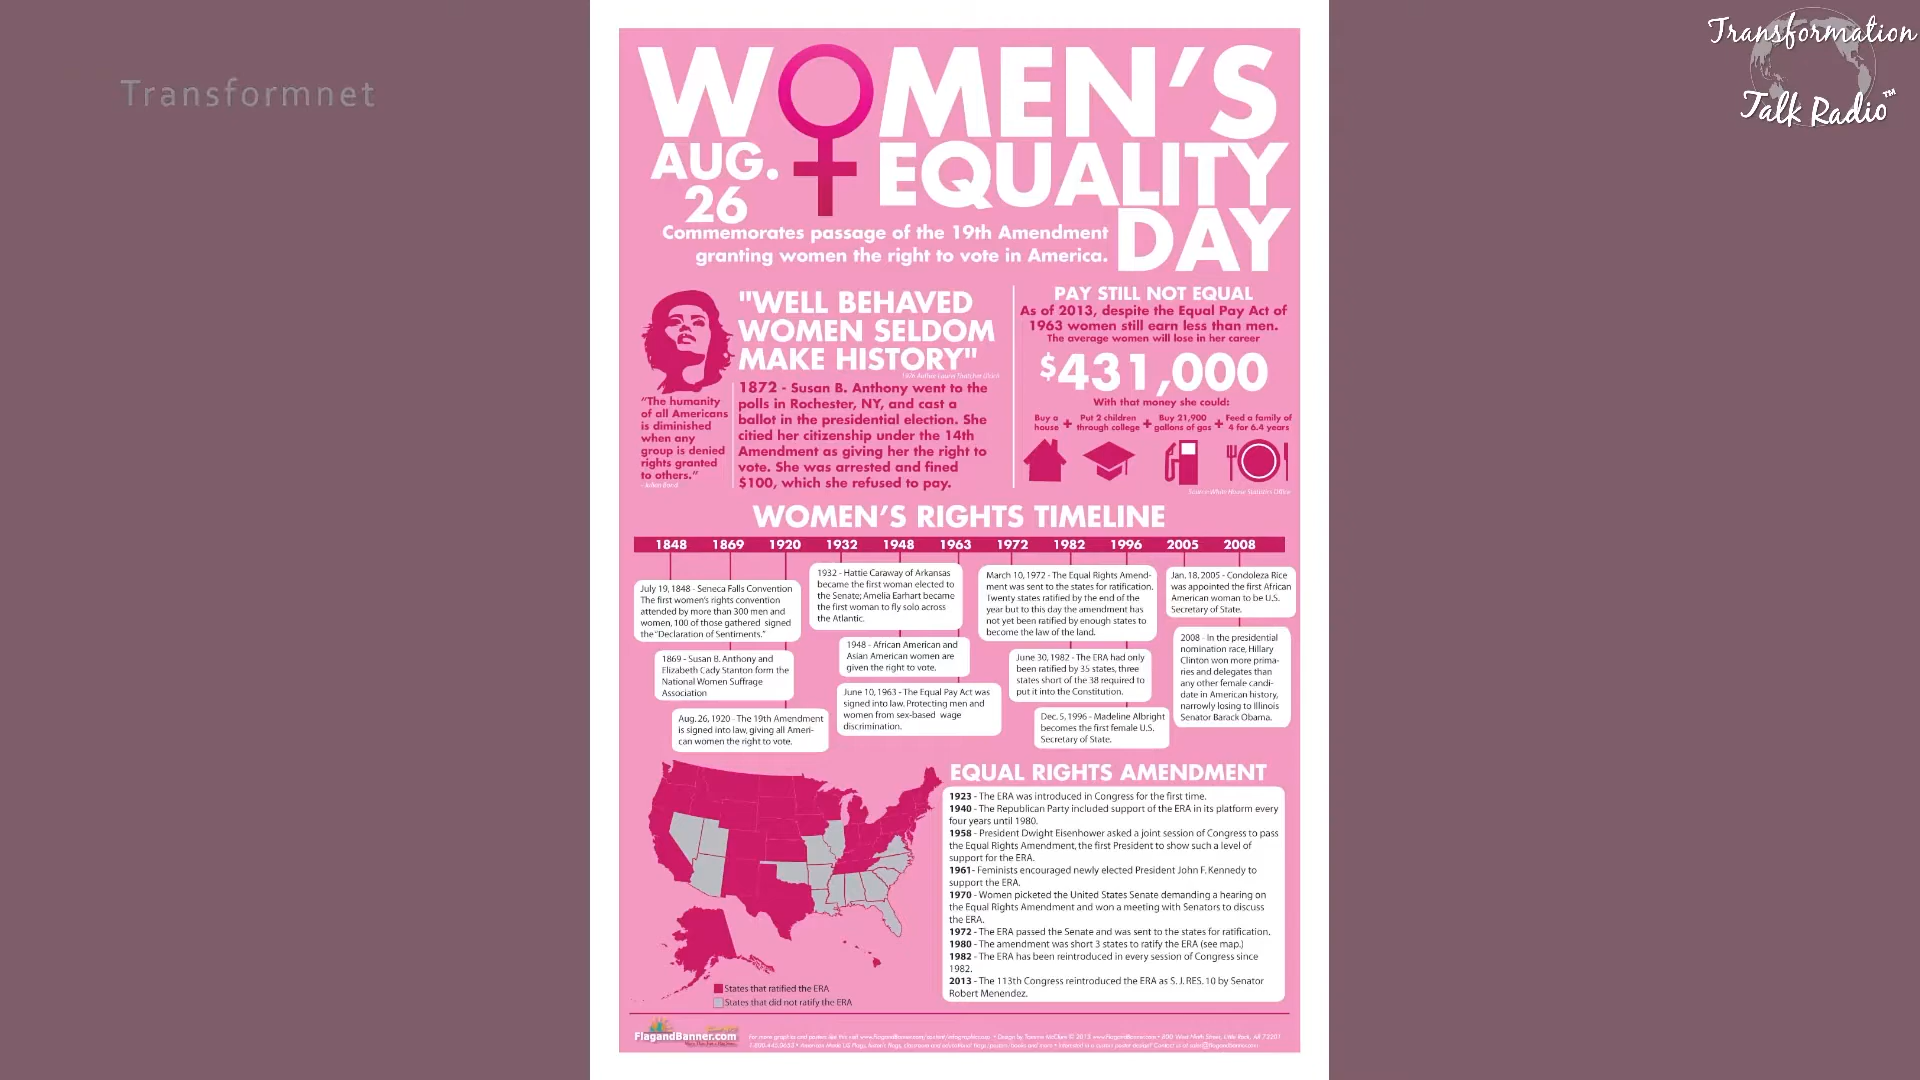 Transformnet
Transformation
Talk Radio™
WOMEN'S
EQUALITY
DAY
AUG.
26
Commemorates passage of the 19th Amendment
granting women the right to vote in America.
"WELL BEHAVED
WOMEN SELDOM
MAKE HISTORY"
1872 - Susan B. Anthony went to the
polls in Rochester, NY, and cast a
ballot in the presidential election. She
citied her citizenship under the 14th
Amendment as giving her the right to
vote. She was arrested and fined
$100, which she refused to pay.
"The humanity
of all Americans
is diminished
when any
group is denied
rights granted
to others."
PAY STILL NOT EQUAL
As of 2013, despite the Equal Pay Act of
1963 women still earn less than men.
The average women will lose in her career
$431,000
With that money she could:
Buy a
house
+
Put 2 children
through college
+
Buy 21,900
gallons of gas
+
Feed a family of
4 for 6.4 years
Source-White House Statistics Office
WOMEN'S RIGHTS TIMELINE
1848 1869 1920 1932 1948 1963 1972 1982 1996 2005 2008
July 19, 1848 - Seneca Falls Convention
The first women's rights convention
attended by more than 300 men and
women, 100 of those gathered signed
the "Declaration of Sentiments."
1869 - Susan B. Anthony and
Elizabeth Cady Stanton form the
National Women Suffrage
Association
Aug. 26, 1920 - The 19th Amendment
is signed into law, giving all Ameri-
can women the right to vote.
1932 - Hattie Caraway of Arkansas
became the first woman elected to
the Senate; Amelia Earhart became
the first woman to fly solo across
the Atlantic.
1948 - African American and
Asian American women are
given the right to vote.
June 10, 1963 - The Equal Pay Act was
signed into law. Protecting men and
women from sex-based wage
discrimination.
March 10, 1972 - The Equal Rights Amend-
ment was sent to the states for ratification.
Twenty states ratified by the end of the
year but to this day the amendment has
not yet been ratified by enough states to
become the law of the land.
June 30, 1982 - The ERA had only
been ratified by 35 states, three
states short of the 38 required to
put it into the Constitution.
Dec. 5, 1996 - Madeline Albright
becomes the first female U.S.
Secretary of State.
Jan. 18, 2005 - Condoleza Rice
was appointed the first African
American woman to be U.S.
Secretary of State.
2008 - In the presidential
nomination race, Hillary
Clinton won more prima-
ries and delegates than
any other female candi-
date in American history,
narrowly losing to Illinois
Senator Barack Obama.
States that ratified the ERA
States that did not ratify the ERA
EQUAL RIGHTS AMENDMENT
1923 - The ERA was introduced in Congress for the first time.
1940 - The Republican Party included support of the ERA in its platform every
four years until 1980.
1958 - President Dwight Eisenhower asked a joint session of Congress to pass
the Equal Rights Amendment, the first President to show such a level of
support for the ERA.
1961- Feminists encouraged newly elected President John F. Kennedy to
support the ERA.
1970 - Women picketed the United States Senate demanding a hearing on
the Equal Rights Amendment and won a meeting with Senators to discuss
the ERA.
1972 - The ERA passed the Senate and was sent to the states for ratification.
1980 - The amendment was short 3 states to ratify the ERA (see map.)
1982 - The ERA has been reintroduced in every session of Congress since
1982.
2013 - The 113th Congress reintroduced the ERA as S. J. RES. 10 by Senator
Robert Menendez.
FlagandBanner.com